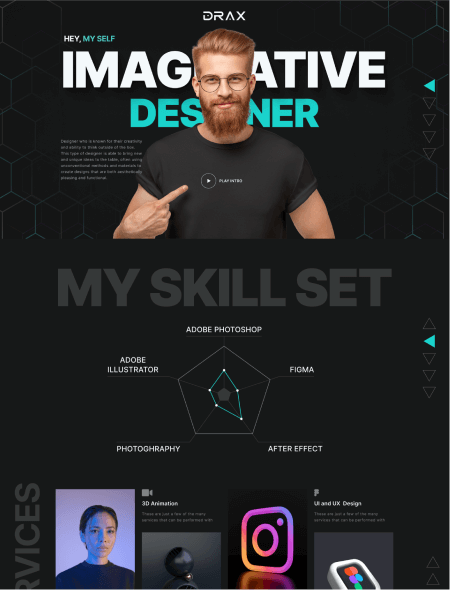 DRAX
HEY, MY SELF
IMAG ATIVE
DES NER
Designer who is known for their creativity
and ability to think outside of the box.
This type of designer is able to bring new
and unique ideas to the table, often using
unconventional methods and materials to
create designs that are both aesthetically
pleasing and functional.
PLAY INTRO
MY SKILL SET
ADOBE PHOTOSHOP
ADOBE
ILLUSTRATOR
FIGMA
PHOTOGHRAPHY
AFTER EFFECT
RVICES
3D Animation
These are just a few of the many
services that can be performed with
UI and UX Design
These are just a few of the many
services that can be performed with